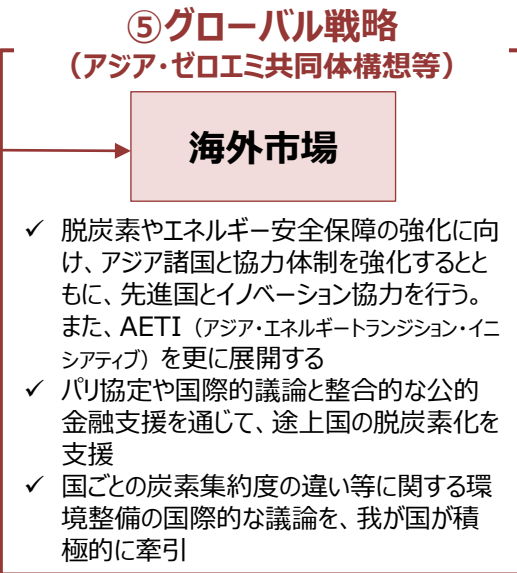 ⑤グローバル戦略
（アジア・ゼロエミ共同体構想等）
海外市場
✓ 脱炭素やエネルギー安全保障の強化に向
け、アジア諸国と協力体制を強化するとと
もに、先進国とイノベーション協力を行う。
また、AETI（アジア・エネルギートランジション・イニ
シアティブ）を更に展開する
✓ パリ協定や国際的議論と整合的な公的
金融支援を通じて、途上国の脱炭素化を
支援
✓ 国ごとの炭素集約度の違い等に関する環
境整備の国際的な議論を、我が国が積
極的に牽引